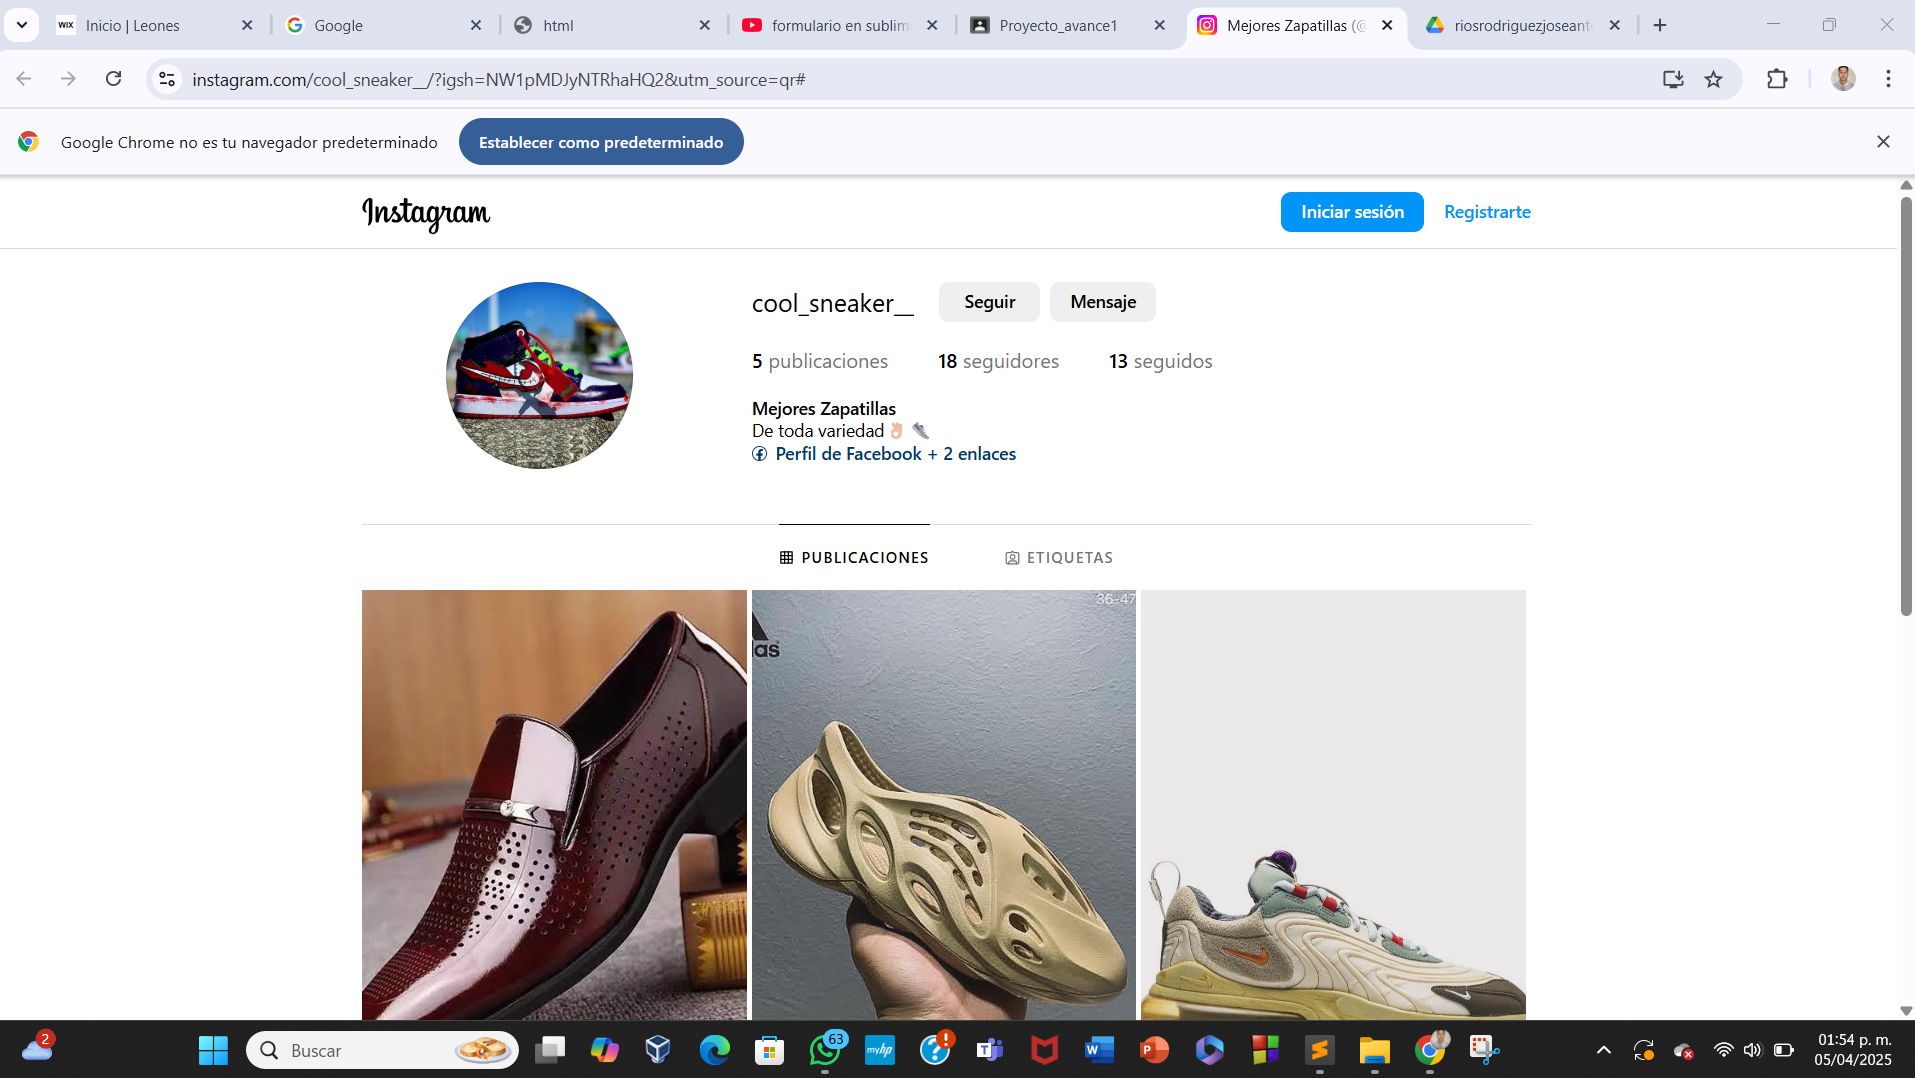 WIX Inicio | Leones
Google
html
formulario en sublim
Proyecto_avance1
Mejores Zapatillas (@
riosrodriguezjoseant
instagram.com/cool_sneaker__/?igsh=NW1pMDJyNTRhaHQ2&utm_source=qr#
Google Chrome no es tu navegador predeterminado
Establecer como predeterminado
Instagram
Iniciar sesión
Registrarte
cool_sneaker__
Seguir
Mensaje
5 publicaciones
18 seguidores
13 seguidos
Mejores Zapatillas
De toda variedad👌🏻 👟
Perfil de Facebook + 2 enlaces
PUBLICACIONES
ETIQUETAS
36-47
das
2
Buscar
63
myhp
01:54 p. m.
05/04/2025